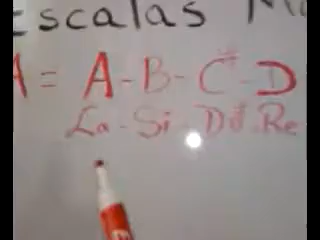 Escalas M
A = A - B - C# - D
La - Si - Do# - Re